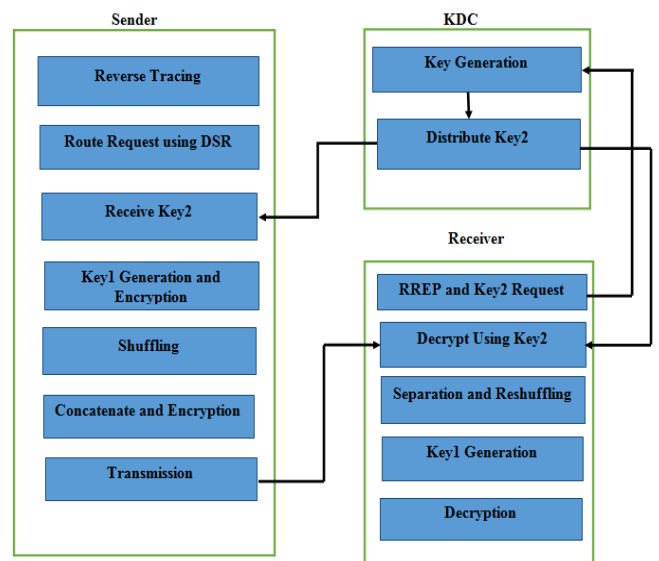 Sender
Reverse Tracing
Route Request using DSR
Receive Key2
Key1 Generation and
Encryption
Shuffling
Concatenate and Encryption
Transmission
KDC
Key Generation
Distribute Key2
Receiver
RREP and Key2 Request
Decrypt Using Key2
Separation and Reshuffling
Key1 Generation
Decryption